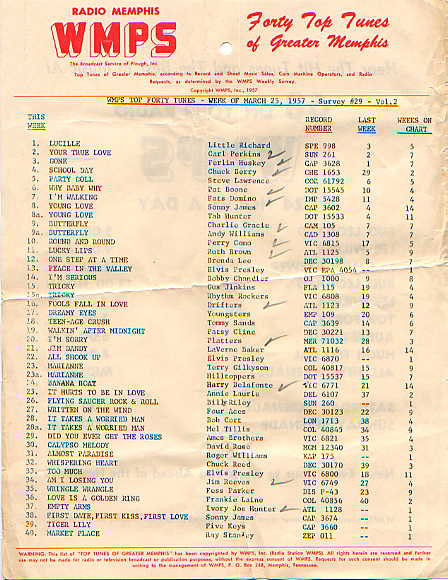 RADIO MEMPHIS
WMPS
The Broadcast Service of Plough, Inc.
Forty Top Tunes
of Greater Memphis
Top Tunes of Greater Memphis, according to Record and Sheet Music Sales, Coin Machine Operators, and Radio
Requests, as determined by the WMPS Weekly Survey.
Copyright WMPS, Inc., 1957
WMPS TOP FORTY TUNES - WEEK OF MARCH 25, 1957 - Survey #29 - Vol.2
THIS WEEK RECORD NUMBER LAST WEEK WEEKS ON CHART
1. LUCILLE Little Richard SPE 998 3 5
2. YOUR TRUE LOVE Carl Perkins SUN 261 2 7
3. GONE Ferlin Huskey CAP 3628 1 7
4. SCHOOL DAY Chuck Berry CHE 1653 29 2
5. PARTY DOLL Steve Lawrence COL 61792 6 5
6. WHY BABY WHY Pat Boone DOT 15545 10 2
7. I'M WALKING Fats Domino IMP 5428 11 4
8. YOUNG LOVE Sonny James CAP 3602 4 14
8a. YOUNG LOVE Tab Hunter DOT 15533 4 11
9. BUTTERFLY Charlie Gracie CAM 105 7 7
9a. BUTTERFLY Andy Williams CAD 1308 7 7
10. ROUND AND ROUND Perry Como VIC 6815 17 5
11. LUCKY LIPS Ruth Brown ATL 1125 5 9
12. ONE STEP AT A TIME Brenda Lee DEC 30198 8 7
13. PEACE IN THE VALLEY Elvis Presley VIC EPA 4054 -- 1
14. I'M SERIOUS Bobby Chandler OJ 1000 9 8
15. TRICKY Gus Jinkins FLA 115 19 4
15a. TRICKY Rhythm Rockers VIC 6808 19 4
16. FOOLS FALL IN LOVE Drifters ATL 1123 12 9
17. DREAMY EYES Youngsters EMP 109 20 6
18. TEEN-AGE CRUSH Tommy Sands CAP 3639 14 6
19. WALKIN' AFTER MIDNIGHT Patsy Cline DEC 30221 13 7
20. I'M SORRY Platters MER 71032 28 3
21. JIM DANDY LaVerne Baker ATL 1116 16 14
22. ALL SHOOK UP Elvis Presley VIC 6870 -- 1
23. MARIANNE Terry Gilkyson COL 40817 9
23a. MARIANNE Hilltoppers DOT 15537 7
24. BANANA BOAT Harry Belafonte VIC 6771 21 14
25. IT HURTS TO BE IN LOVE Annie Laurie DEL 6107 37 2
26. FLYING SAUCER ROCK & ROLL Billy Riley SUN 260 -- 1
27. WRITTEN ON THE WIND Four Aces DEC 30123 22 9
28. IT TAKES A WORRIED MAN Bob Cort LON 1713 38 4
28a. IT TAKES A WORRIED MAN Mel Tillis COL 40845 34 4
29. DID YOU EVER GET THE ROSES Ames Brothers VIC 6821 35 4
30. CALYPSO MELODY David Rose MGM 12340 31 3
31. ALMOST PARADISE Roger Williams KAP 175 -- 1
32. WHISPERING HEART Chuck Reed DEC 30170 39 3
33. TOO MUCH Elvis Presley VIC 6800 18 11
34. AM I LOSING YOU Jim Reeves VIC 6749 27 4
35. WRINGLE WRANGLE Fess Parker DIS F-43 23 9
36. LOVE IS A GOLDEN RING Frankie Laine COL 40856 40 2
37. EMPTY ARMS Ivory Joe Hunter ATL 1128 -- 1
38. FIRST DATE, FIRST KISS, FIRST LOVE Sonny James CAP 3674 -- 1
39. TIGER LILY Five Keys CAP 3660 -- 1
40. MARKET PLACE Ray Stanley ZEP 011 -- 1
WARNING: This list of "TOP TUNES OF GREATER MEMPHIS" has been copyrighted by WMPS, Inc. (Radio Station WMPS). All rights herein are reserved and further
use may not be made for radio or television broadcast or publication purposes, without the express consent of WMPS. Requests for such consent should be made in
writing to the management of WMPS, P. O. Box 248, Memphis, Tennessee.